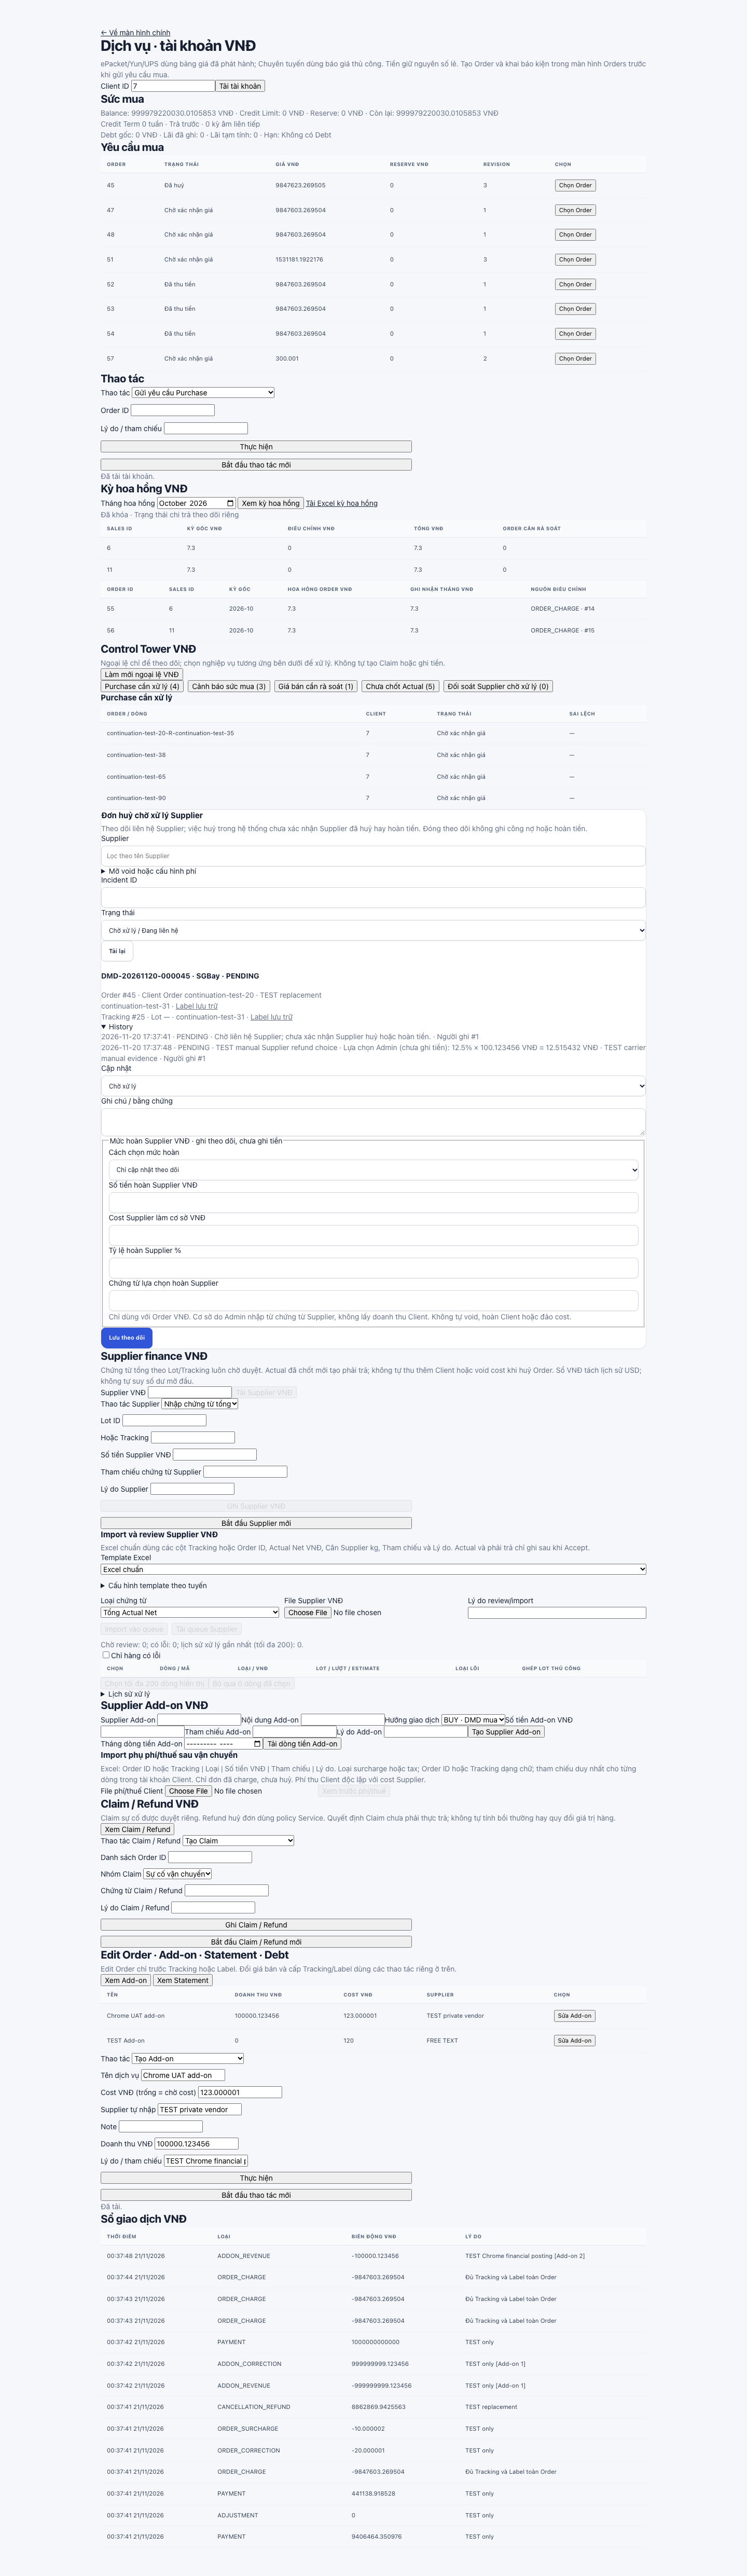 ← Về màn hình chính
Dịch vụ · tài khoản VNĐ
ePacket/Yun/UPS dùng bảng giá đã phát hành; Chuyên tuyến dùng báo giá thủ công. Tiền giữ nguyên số lẻ. Tạo Order và khai báo kiện trong màn hình Orders trước
khi gửi yêu cầu mua.
Client ID 7 Tải tài khoản
Sức mua
Balance: 999979220030.0105853 VNĐ · Credit Limit: 0 VNĐ · Reserve: 0 VNĐ · Còn lại: 999979220030.0105853 VNĐ
Credit Term 0 tuần · Trả trước · 0 kỳ âm liên tiếp
Debt gốc: 0 VNĐ · Lãi đã ghi: 0 · Lãi tạm tính: 0 · Hạn: Không có Debt
Yêu cầu mua
ORDER TRẠNG THÁI GIÁ VNĐ RESERVE VNĐ REVISION CHỌN
45 Đã huỷ 9847623.269505 0 3 Chọn Order
47 Chờ xác nhận giá 9847603.269504 0 1 Chọn Order
48 Chờ xác nhận giá 9847603.269504 0 1 Chọn Order
51 Chờ xác nhận giá 1531181.1922176 0 3 Chọn Order
52 Đã thu tiền 9847603.269504 0 1 Chọn Order
53 Đã thu tiền 9847603.269504 0 1 Chọn Order
54 Đã thu tiền 9847603.269504 0 1 Chọn Order
57 Chờ xác nhận giá 300.001 0 2 Chọn Order
Thao tác
Thao tác Gửi yêu cầu Purchase
Order ID
Lý do / tham chiếu
Thực hiện
Bắt đầu thao tác mới
Đã tải tài khoản.
Kỳ hoa hồng VNĐ
Tháng hoa hồng October 2026 Xem kỳ hoa hồng Tải Excel kỳ hoa hồng
Đã khóa · Trạng thái chi trả theo dõi riêng
SALES ID KỲ GỐC VNĐ ĐIỀU CHỈNH VNĐ TỔNG VNĐ ORDER CẦN RÀ SOÁT
6 7.3 0 7.3 0
11 7.3 0 7.3 0
ORDER ID SALES ID KỲ GỐC HOA HỒNG ORDER VNĐ GHI NHẬN THÁNG VNĐ NGUỒN ĐIỀU CHỈNH
55 6 2026-10 7.3 7.3 ORDER_CHARGE · #14
56 11 2026-10 7.3 7.3 ORDER_CHARGE · #15
Control Tower VNĐ
Ngoại lệ chỉ để theo dõi; chọn nghiệp vụ tương ứng bên dưới để xử lý. Không tự tạo Claim hoặc ghi tiền.
Làm mới ngoại lệ VNĐ
Purchase cần xử lý (4) Cảnh báo sức mua (3) Giá bán cần rà soát (1) Chưa chốt Actual (5) Đối soát Supplier chờ xử lý (0)
Purchase cần xử lý
ORDER / DÒNG CLIENT TRẠNG THÁI SAI LỆCH
continuation-test-20-R-continuation-test-35 7 Chờ xác nhận giá —
continuation-test-38 7 Chờ xác nhận giá —
continuation-test-65 7 Chờ xác nhận giá —
continuation-test-90 7 Chờ xác nhận giá —
Đơn huỷ chờ xử lý Supplier
Theo dõi liên hệ Supplier; việc huỷ trong hệ thống chưa xác nhận Supplier đã huỷ hay hoàn tiền. Đóng theo dõi không ghi công nợ hoặc hoàn tiền.
Supplier
Lọc theo tên Supplier
▶ Mở void hoặc cấu hình phí
Incident ID
Trạng thái
Chờ xử lý / Đang liên hệ
Tải lại
DMD-20261120-000045 · SGBay · PENDING
Order #45 · Client Order continuation-test-20 · TEST replacement
continuation-test-31 · Label lưu trữ
Tracking #25 · Lot — · continuation-test-31 · Label lưu trữ
▼ History
2026-11-20 17:37:41 · PENDING · Chờ liên hệ Supplier; chưa xác nhận Supplier huỷ hoặc hoàn tiền. · Người ghi #1
2026-11-20 17:37:48 · PENDING · TEST manual Supplier refund choice · Lựa chọn Admin (chưa ghi tiền): 12.5% × 100.123456 VNĐ = 12.515432 VNĐ · TEST carrier
manual evidence · Người ghi #1
Cập nhật
Chờ xử lý
Ghi chú / bằng chứng
Mức hoàn Supplier VNĐ · ghi theo dõi, chưa ghi tiền
Cách chọn mức hoàn
Chỉ cập nhật theo dõi
Số tiền hoàn Supplier VNĐ
Cost Supplier làm cơ sở VNĐ
Tỷ lệ hoàn Supplier %
Chứng từ lựa chọn hoàn Supplier
Chỉ dùng với Order VNĐ. Cơ sở do Admin nhập từ chứng từ Supplier, không lấy doanh thu Client. Không tự void, hoàn Client hoặc đảo cost.
Lưu theo dõi
Supplier finance VNĐ
Chứng từ tổng theo Lot/Tracking luôn chờ duyệt. Actual đã chốt mới tạo phải trả; không tự thu thêm Client hoặc void cost khi huỷ Order. Sổ VNĐ tách lịch sử USD;
không tự suy số dư mở đầu.
Supplier VNĐ Tải Supplier VNĐ
Thao tác Supplier Nhập chứng từ tổng
Lot ID
Hoặc Tracking
Số tiền Supplier VNĐ
Tham chiếu chứng từ Supplier
Lý do Supplier
Ghi Supplier VNĐ
Bắt đầu Supplier mới
Import và review Supplier VNĐ
Excel chuẩn dùng các cột Tracking hoặc Order ID, Actual Net VNĐ, Cân Supplier kg, Tham chiếu và Lý do. Actual và phải trả chỉ ghi sau khi Accept.
Template Excel
Excel chuẩn
▶ Cấu hình template theo tuyến
Loại chứng từ File Supplier VNĐ Lý do review/import
Tổng Actual Net Choose File No file chosen
Import vào queue Tải queue Supplier
Chờ review: 0; có lỗi: 0; lịch sử xử lý gần nhất (tối đa 200): 0.
Chỉ hàng có lỗi
CHỌN DÒNG / MÃ LOẠI / VNĐ LOT / LƯỢT / ESTIMATE LOẠI LỖI GHÉP LOT THỦ CÔNG
Chọn tối đa 200 dòng hiển thị Bỏ qua 0 dòng đã chọn
▶ Lịch sử xử lý
Supplier Add-on VNĐ
Supplier Add-on Nội dung Add-on Hướng giao dịch BUY · DMD mua Số tiền Add-on VNĐ
Tham chiếu Add-on Lý do Add-on Tạo Supplier Add-on
Tháng dòng tiền Add-on --------- ---- Tải dòng tiền Add-on
Import phụ phí/thuế sau vận chuyển
Excel: Order ID hoặc Tracking | Loại | Số tiền VNĐ | Tham chiếu | Lý do. Loại surcharge hoặc tax; Order ID hoặc Tracking dạng chữ; tham chiếu duy nhất cho từng
dòng trong tài khoản Client. Chỉ đơn đã charge, chưa huỷ. Phí thu Client độc lập với cost Supplier.
File phí/thuế Client Choose File No file chosen Xem trước phí/thuế
Claim / Refund VNĐ
Claim sự cố được duyệt riêng. Refund huỷ đơn dùng policy Service. Quyết định Claim chưa phải thực trả; không tự tính bồi thường hay quy đổi giá trị hàng.
Xem Claim / Refund
Thao tác Claim / Refund Tạo Claim
Danh sách Order ID
Nhóm Claim Sự cố vận chuyển
Chứng từ Claim / Refund
Lý do Claim / Refund
Ghi Claim / Refund
Bắt đầu Claim / Refund mới
Edit Order · Add-on · Statement · Debt
Edit Order chỉ trước Tracking hoặc Label. Đổi giá bán và cấp Tracking/Label dùng các thao tác riêng ở trên.
Xem Add-on Xem Statement
TÊN DOANH THU VNĐ COST VNĐ SUPPLIER CHỌN
Chrome UAT add-on 100000.123456 123.000001 TEST private vendor Sửa Add-on
TEST Add-on 0 120 FREE TEXT Sửa Add-on
Thao tác Tạo Add-on
Tên dịch vụ Chrome UAT add-on
Cost VNĐ (trống = chờ cost) 123.000001
Supplier tự nhập TEST private vendor
Note
Doanh thu VNĐ 100000.123456
Lý do / tham chiếu TEST Chrome financial p
Thực hiện
Bắt đầu thao tác mới
Đã tải.
Sổ giao dịch VNĐ
THỜI ĐIỂM LOẠI BIẾN ĐỘNG VNĐ LÝ DO
00:37:48 21/11/2026 ADDON_REVENUE -100000.123456 TEST Chrome financial posting [Add-on 2]
00:37:44 21/11/2026 ORDER_CHARGE -9847603.269504 Đủ Tracking và Label toàn Order
00:37:43 21/11/2026 ORDER_CHARGE -9847603.269504 Đủ Tracking và Label toàn Order
00:37:43 21/11/2026 ORDER_CHARGE -9847603.269504 Đủ Tracking và Label toàn Order
00:37:42 21/11/2026 PAYMENT 1000000000000 TEST only
00:37:42 21/11/2026 ADDON_CORRECTION 999999999.123456 TEST only [Add-on 1]
00:37:42 21/11/2026 ADDON_REVENUE -999999999.123456 TEST only [Add-on 1]
00:37:41 21/11/2026 CANCELLATION_REFUND 8862869.9425563 TEST replacement
00:37:41 21/11/2026 ORDER_SURCHARGE -10.000002 TEST only
00:37:41 21/11/2026 ORDER_CORRECTION -20.000001 TEST only
00:37:41 21/11/2026 ORDER_CHARGE -9847603.269504 Đủ Tracking và Label toàn Order
00:37:41 21/11/2026 PAYMENT 441138.918528 TEST only
00:37:41 21/11/2026 ADJUSTMENT 0 TEST only
00:37:41 21/11/2026 PAYMENT 9406464.350976 TEST only